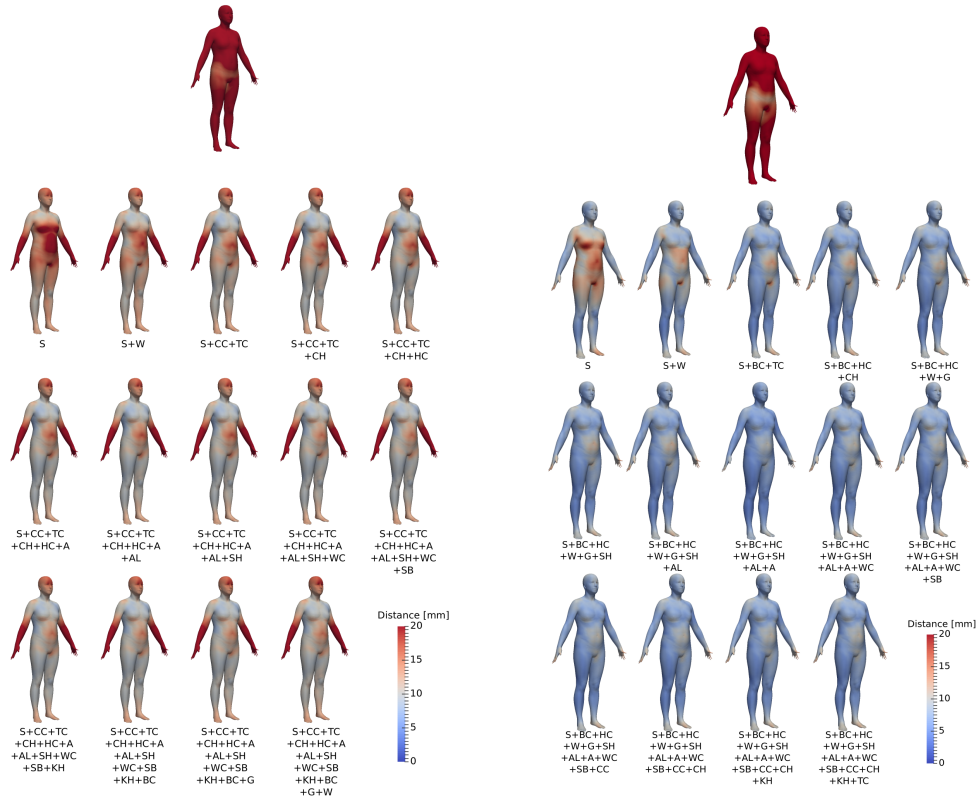 S
S+W
S+CC+TC
S+CC+TC
+CH
S+CC+TC
+CH+HC
S
S+W
S+BC+TC
S+BC+HC
+CH
S+BC+HC
+W+G
S+CC+TC
+CH+HC+A
S+CC+TC
+CH+HC+A
+AL
S+CC+TC
+CH+HC+A
+AL+SH
S+CC+TC
+CH+HC+A
+AL+SH+WC
S+CC+TC
+CH+HC+A
+AL+SH+WC
+SB
S+BC+HC
+W+G+SH
S+BC+HC
+W+G+SH
+AL
S+BC+HC
+W+G+SH
+AL+A
S+BC+HC
+W+G+SH
+AL+A+WC
S+BC+HC
+W+G+SH
+AL+A+WC
+SB
S+CC+TC
+CH+HC+A
+AL+SH+WC
+SB+KH
S+CC+TC
+CH+HC+A
+AL+SH
+WC+SB
+KH+BC
S+CC+TC
+CH+HC+A
+AL+SH
+WC+SB
+KH+BC+G
S+CC+TC
+CH+HC+A
+AL+SH
+WC+SB
+KH+BC
+G+W
Distance [mm]
20
15
10
5
0
S+BC+HC
+W+G+SH
+AL+A+WC
+SB+CC
S+BC+HC
+W+G+SH
+AL+A+WC
+SB+CC+CH
S+BC+HC
+W+G+SH
+AL+A+WC
+SB+CC+CH
+KH
S+BC+HC
+W+G+SH
+AL+A+WC
+SB+CC+CH
+KH+TC
Distance [mm]
20
15
10
5
0